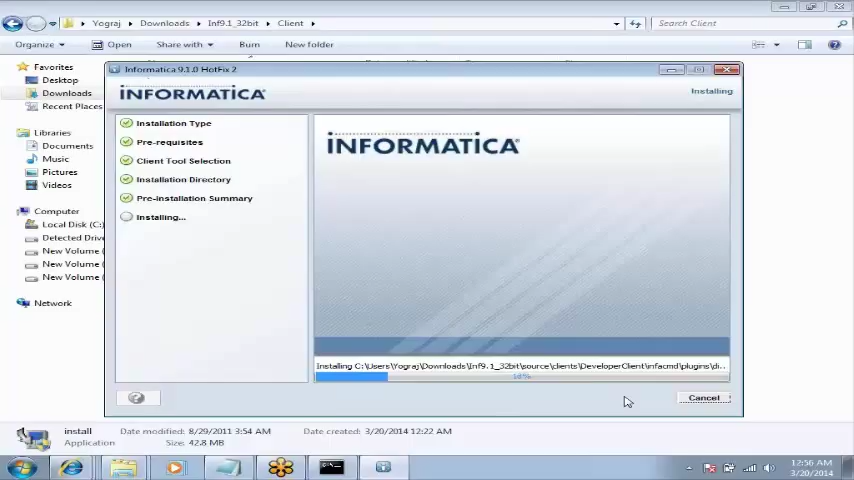 Yograj Downloads Inf9.1_32bit Client
Search Client
Organize Open Share with Burn New folder
Favorites
Desktop
Downloads
Recent Places
Libraries
Documents
Music
Pictures
Videos
Computer
Local Disk (C:)
Detected Drive
New Volume (
New Volume (
New Volume (
Network
Informatica 9.1.0 HotFix 2
INFORMATICA
Installing
Installation Type
Pre-requisites
Client Tool Selection
Installation Directory
Pre-installation Summary
Installing...
INFORMATICA
Installing C:\Users\Yograj\Downloads\Inf9.1_32bit\source\clients\DeveloperClient\infacmd\plugins\di..
Cancel
install Date modified: 8/29/2011 3:54 AM Date created: 3/20/2014 12:22 AM
Application Size: 42.8 MB
12:56 AM
3/20/2014